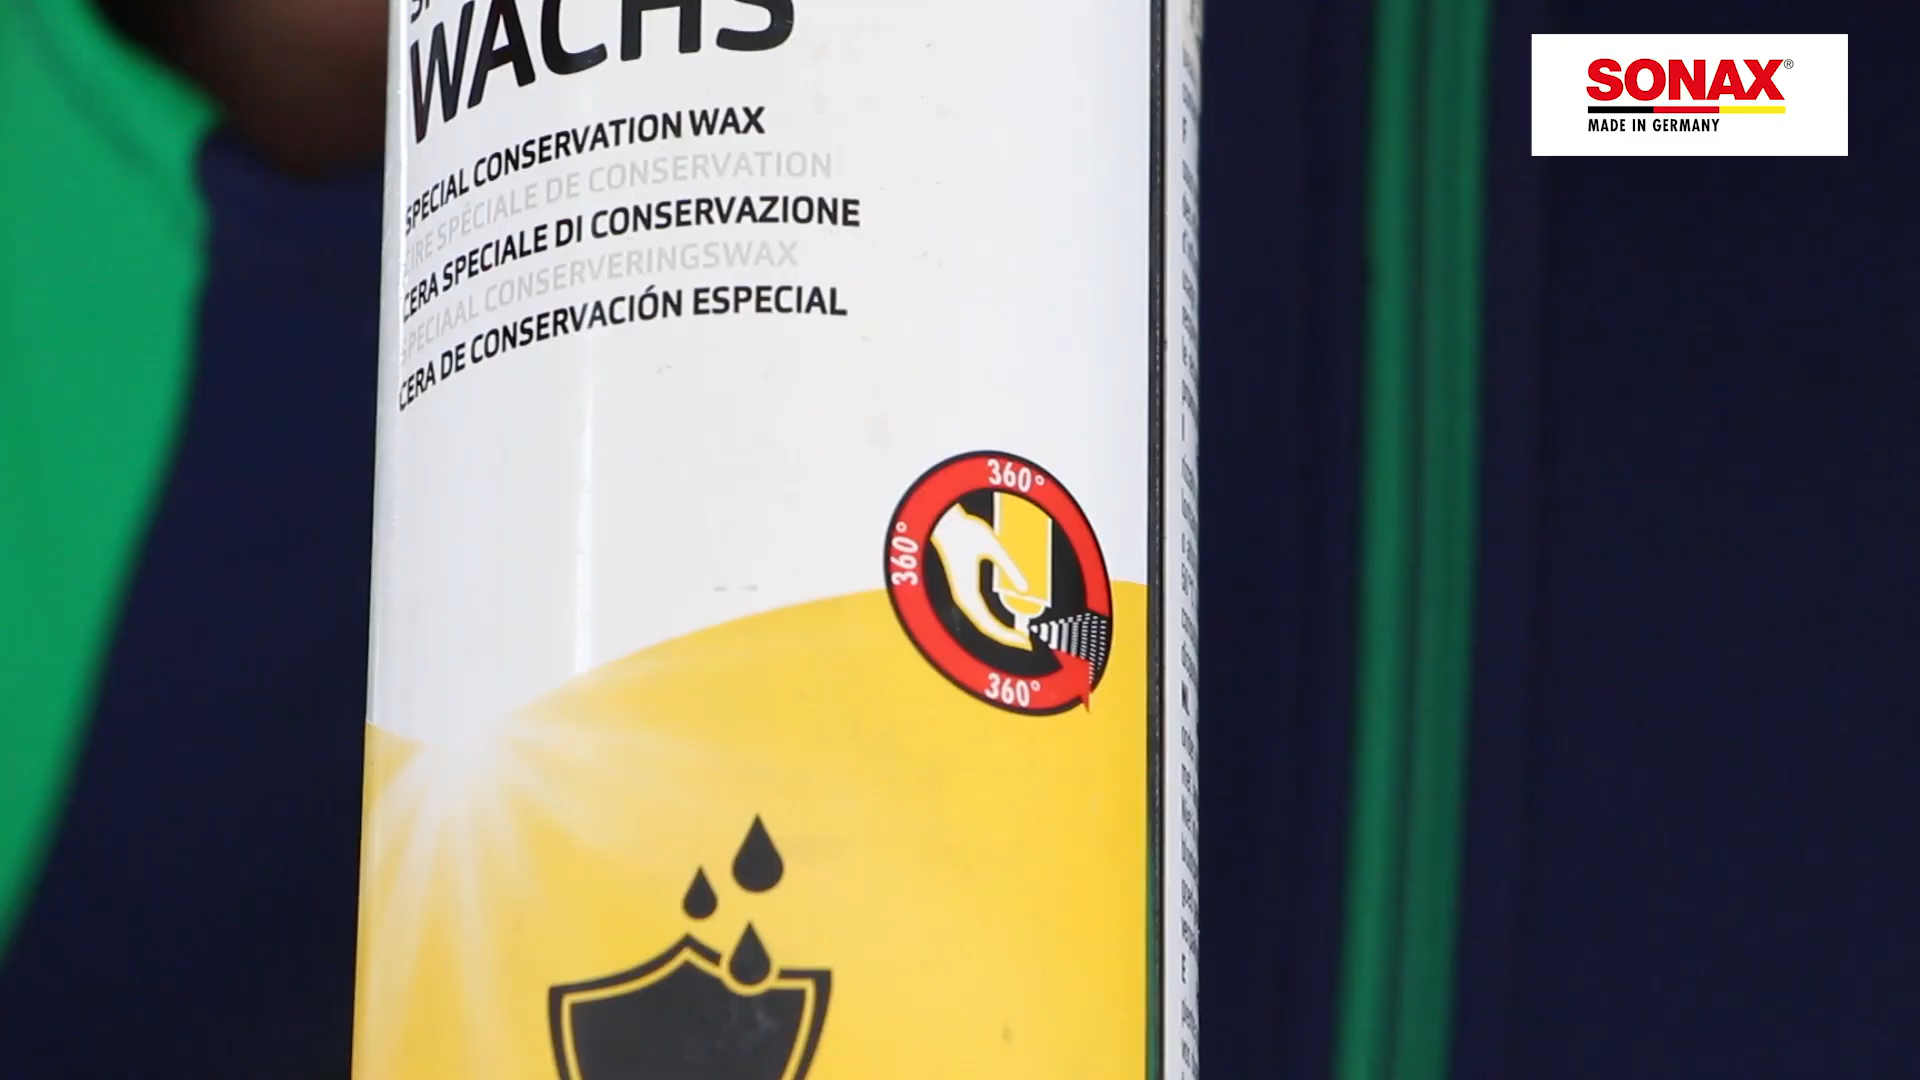 WACHS
SPECIAL CONSERVATION WAX
CIRE SPÉCIALE DE CONSERVATION
CERA SPECIALE DI CONSERVAZIONE
SPECIAAL CONSERVERINGSWAX
CERA DE CONSERVACIÓN ESPECIAL
360°
360°
360°
SONAX®
MADE IN GERMANY